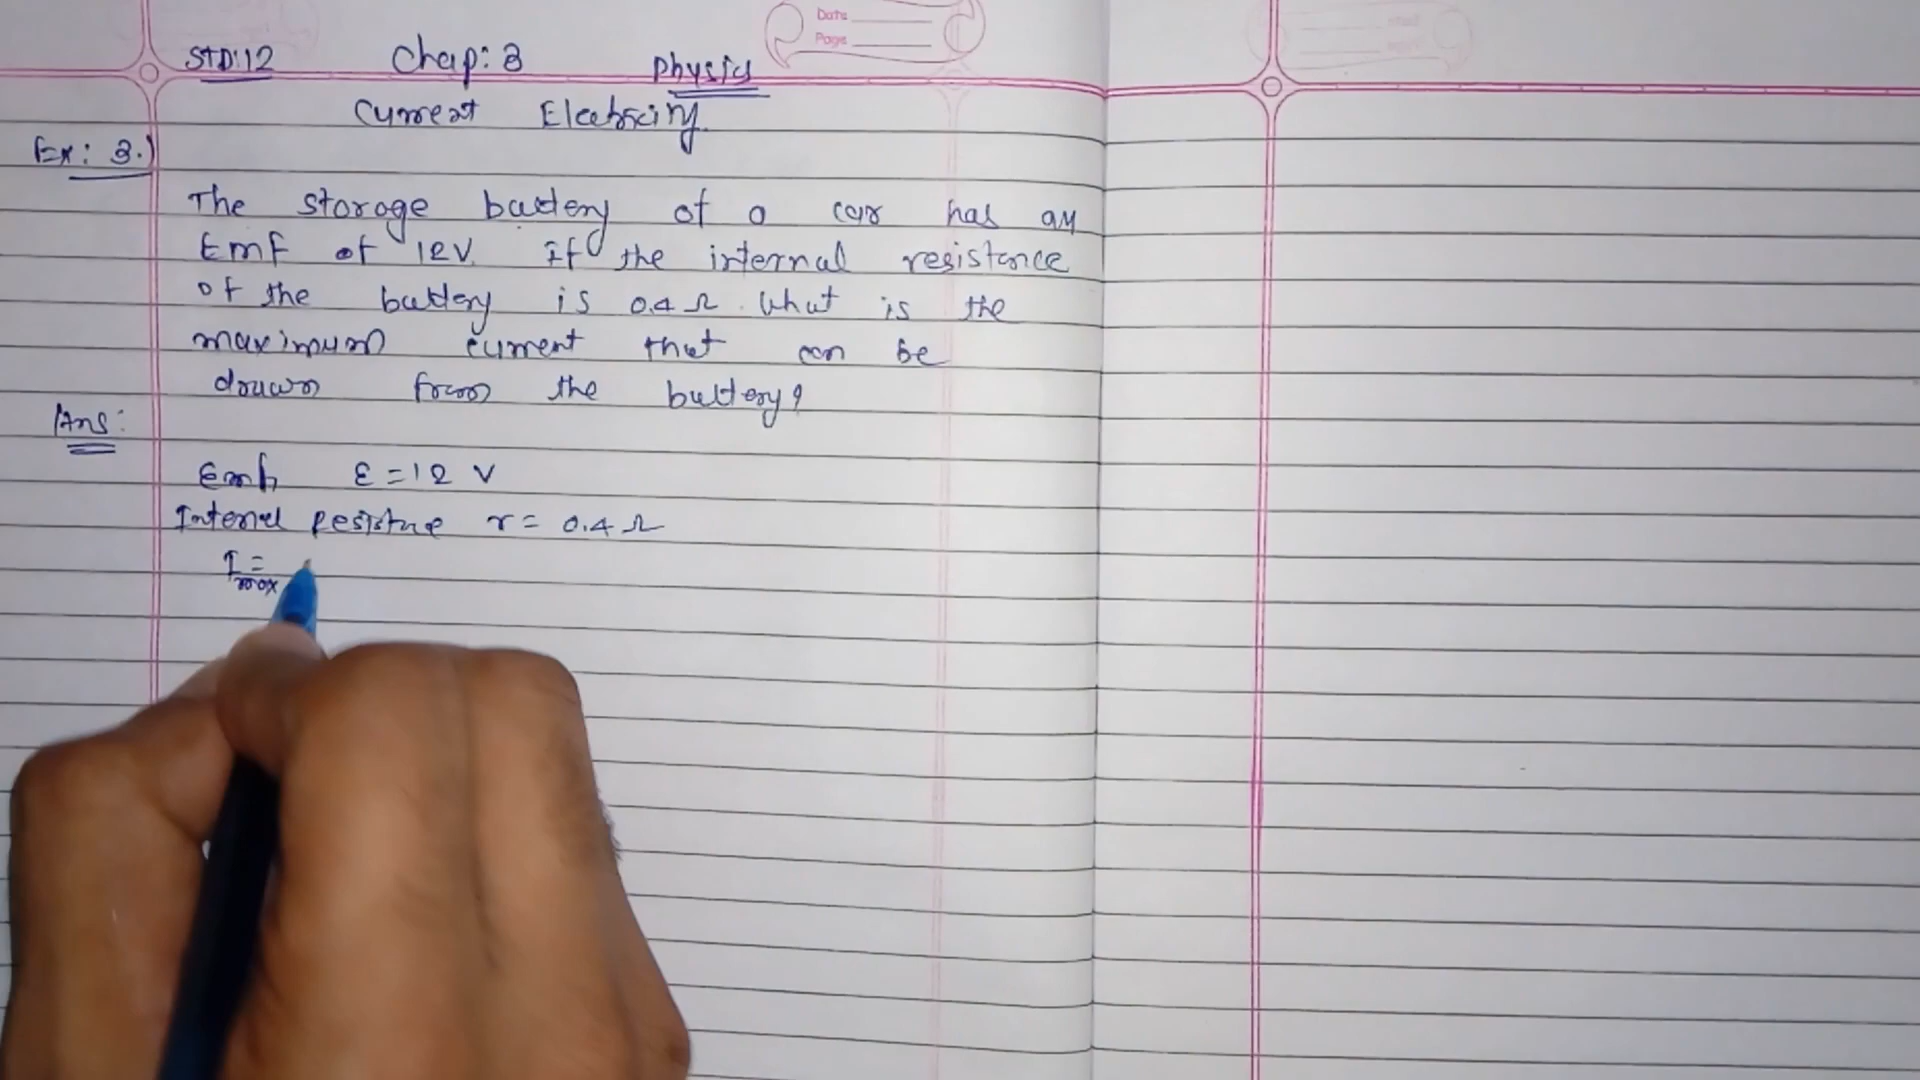 Date
Page
STD:12 Chap: 3 Physics
Current Electricity
Ex: 3.1
The storage battery of a car has an
Emf of 12V. If the internal resistance
of the battery is 0.4 Ω. What is the
maximum current that can be
drawn from the battery?
Ans:
Emf ε = 12 V
Internal Resistance r = 0.4 Ω
I max =